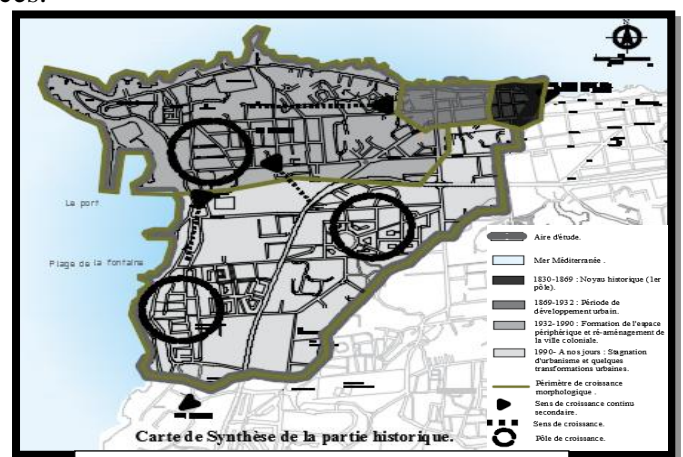 N
Le port
Plage de la fontaine
Aire d'étude.
Mer Méditerranée .
1830-1869 : Noyau historique (1er
pôle).
1869-1932 : Période de
développement urbain.
1932-1990 : Formation de l'espace
périphérique et ré-aménagement de
la ville coloniale.
1990- A nos jours : Stagnation
d'urbanisme et quelques
transformations urbaines.
Périmètre de croissance
morphologique .
Sens de croissance continu
secondaire.
Sens de croissance.
Pôle de croissance.
Carte de Synthèse de la partie historique.